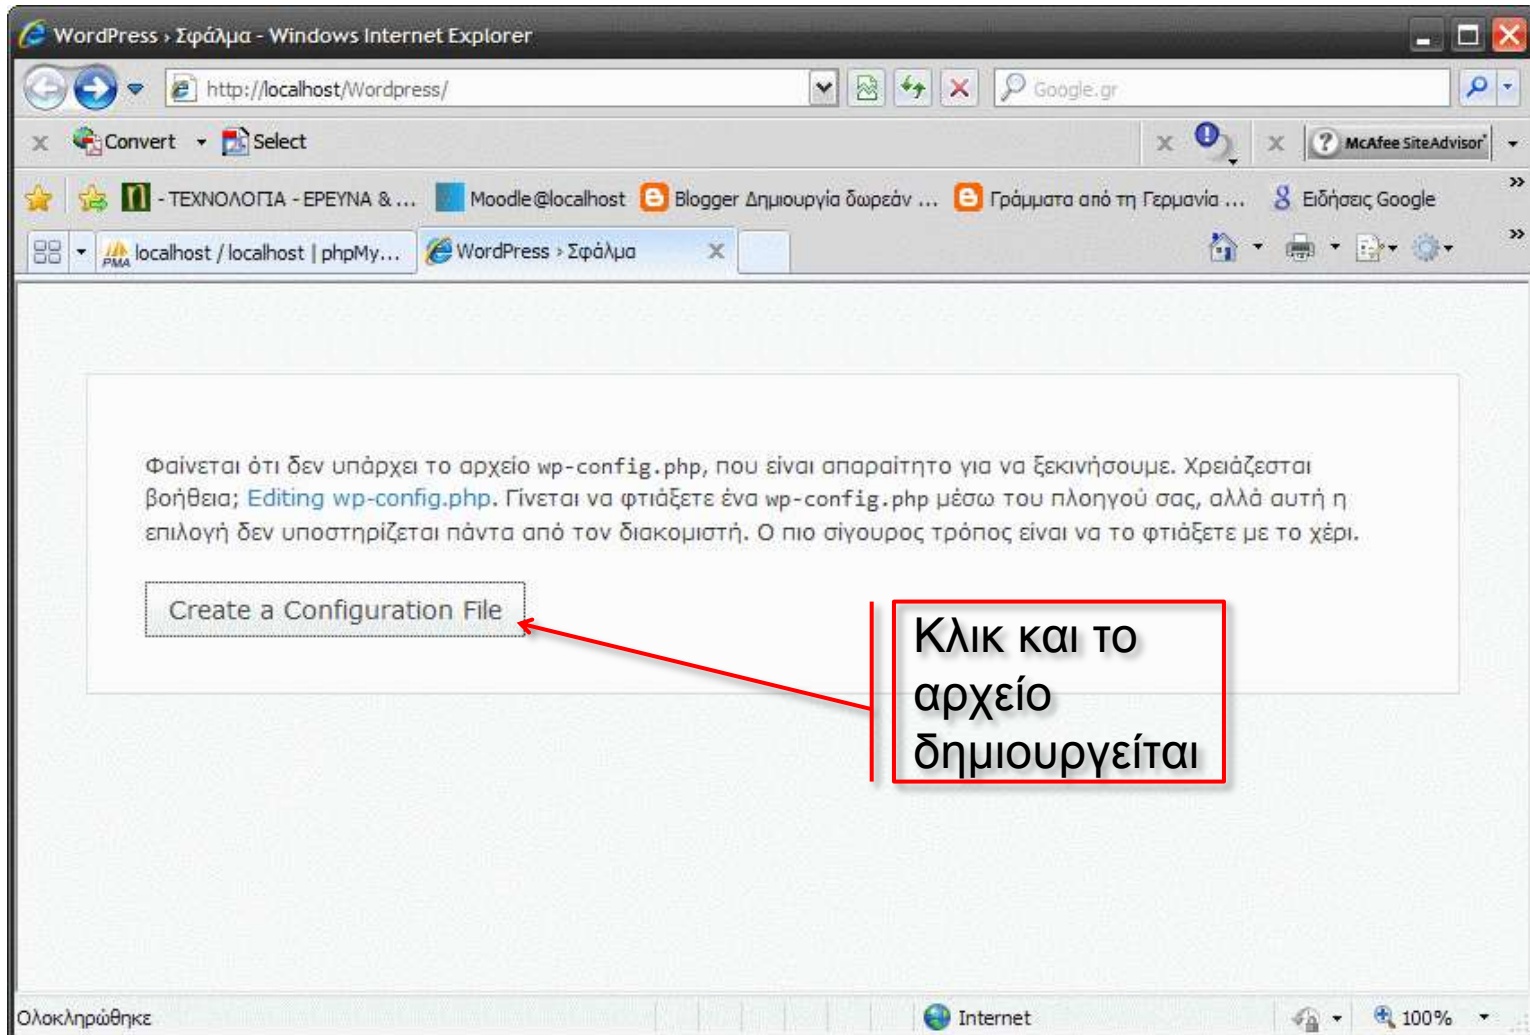 WordPress › Σφάλμα - Windows Internet Explorer
http://localhost/Wordpress/ Google.gr
Convert Select McAfee SiteAdvisor
- ΤΕΧΝΟΛΟΓΙΑ - ΕΡΕΥΝΑ & ... Moodle@localhost Blogger Δημιουργία δωρεάν ... Γράμματα από τη Γερμανία ... Ειδήσεις Google
PMA localhost / localhost | phpMy... WordPress › Σφάλμα
Φαίνεται ότι δεν υπάρχει το αρχείο wp-config.php, που είναι απαραίτητο για να ξεκινήσουμε. Χρειάζεσται
βοήθεια; Editing wp-config.php. Γίνεται να φτιάξετε ένα wp-config.php μέσω του πλοηγού σας, αλλά αυτή η
επιλογή δεν υποστηρίζεται πάντα από τον διακομιστή. Ο πιο σίγουρος τρόπος είναι να το φτιάξετε με το χέρι.
Create a Configuration File
Κλικ και το
αρχείο
δημιουργείται
Ολοκληρώθηκε Internet 100%